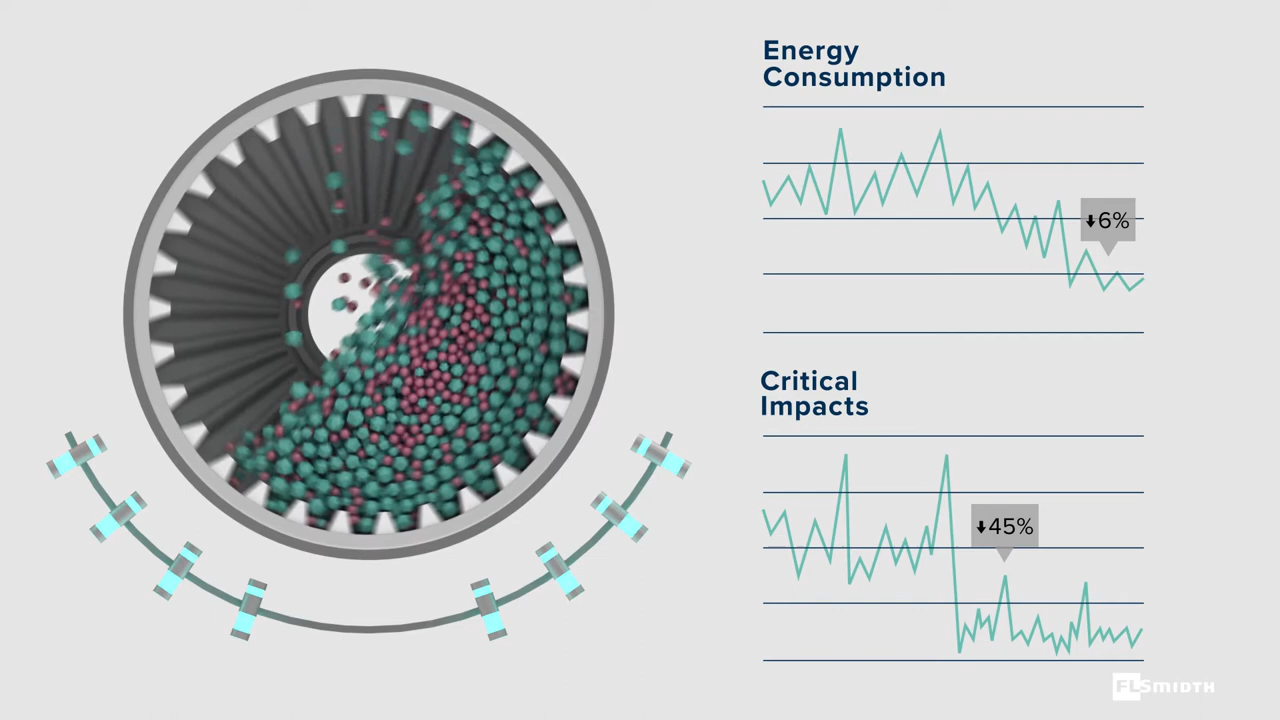 Energy
Consumption
↓6%
Critical
Impacts
↓45%
FLSMIDTH